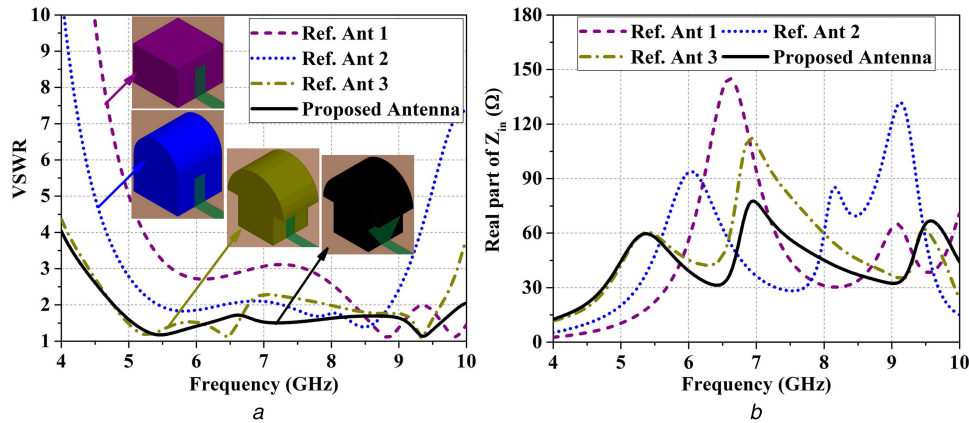 10
9
8
7
6
5
4
3
2
1
VSWR
Ref. Ant 1
Ref. Ant 2
Ref. Ant 3
Proposed Antenna
4 5 6 7 8 9 10
Frequency (GHz)
a
Ref. Ant 1 Ref. Ant 2
Ref. Ant 3 Proposed Antenna
180
150
120
90
60
30
0
Real part of Zin (Ω)
4 5 6 7 8 9 10
Frequency (GHz)
b